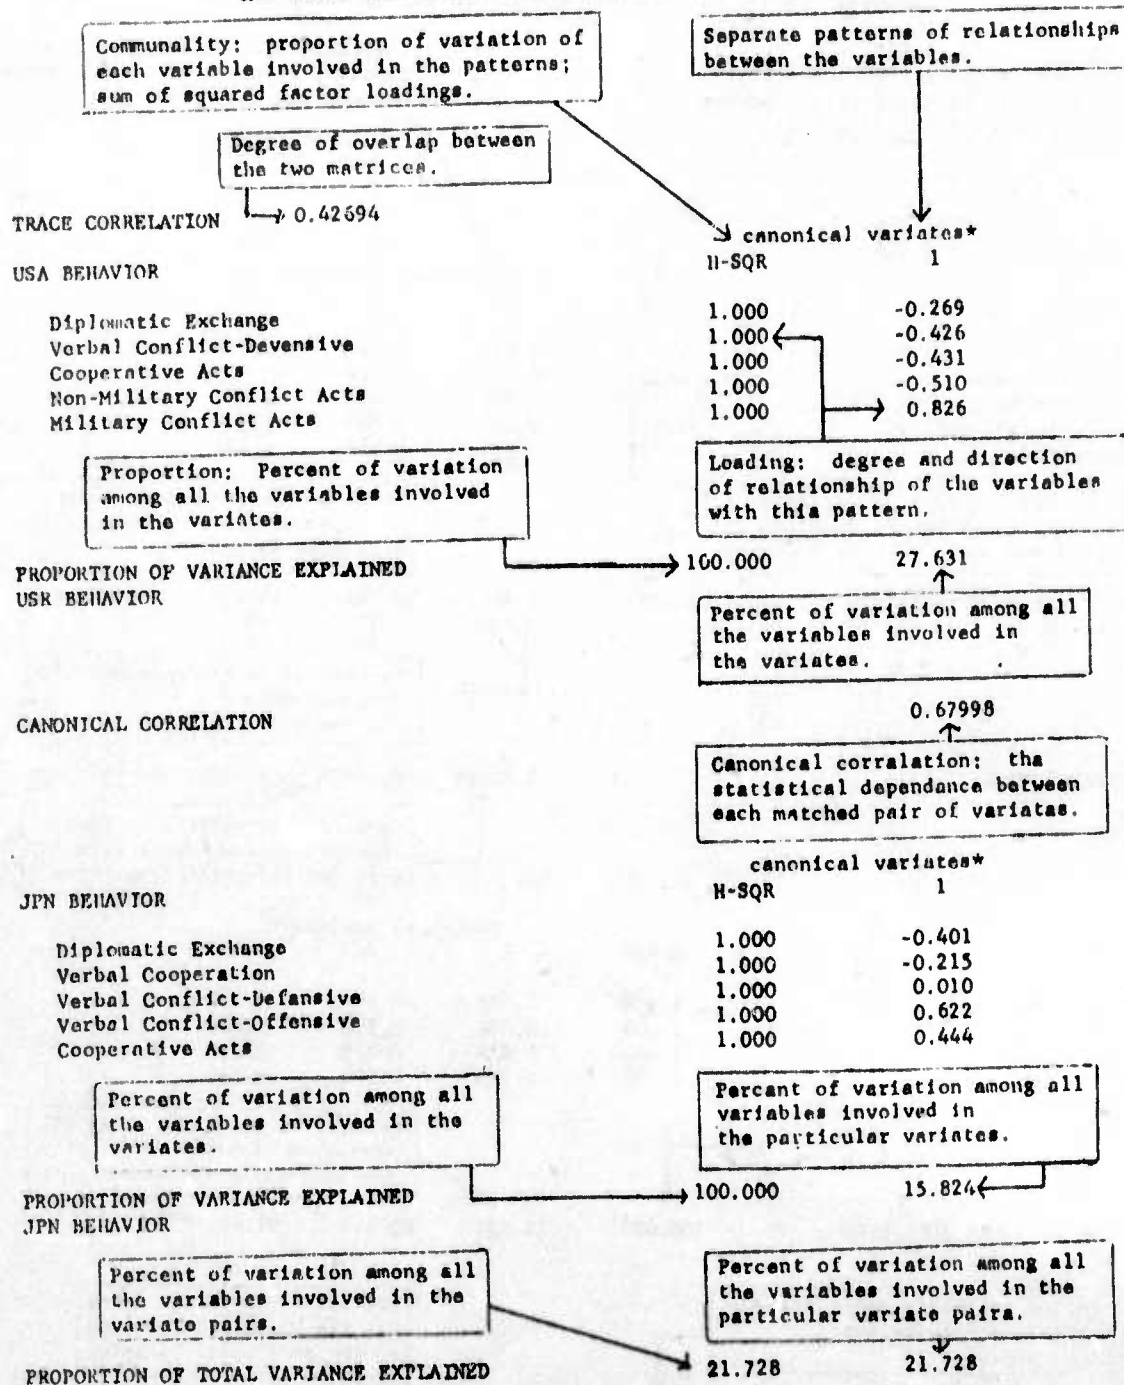 Communality: proportion of variation of
each variable involved in the patterns;
sum of squared factor loadings.
Separate patterns of relationships
between the variables.
Degree of overlap between
the two matrices.
TRACE CORRELATION 0.42694
canonical variates*
USA BEHAVIOR H-SQR 1
Diplomatic Exchange 1.000 -0.269
Verbal Conflict-Devensive 1.000 -0.426
Cooperative Acts 1.000 -0.431
Non-Military Conflict Acts 1.000 -0.510
Military Conflict Acts 1.000 0.826
Proportion: Percent of variation
among all the variables involved
in the variates.
Loading: degree and direction
of relationship of the variables
with this pattern.
PROPORTION OF VARIANCE EXPLAINED 100.000 27.631
USR BEHAVIOR
Percent of variation among all
the variables involved in
the variates.
CANONICAL CORRELATION 0.67998
Canonical correlation: the
statistical dependence between
each matched pair of variates.
canonical variates*
JPN BEHAVIOR H-SQR 1
Diplomatic Exchange 1.000 -0.401
Verbal Cooperation 1.000 -0.215
Verbal Conflict-Defensive 1.000 0.010
Verbal Conflict-Offensive 1.000 0.622
Cooperative Acts 1.000 0.444
Percent of variation among all
the variables involved in the
variates.
Percent of variation among all
variables involved in
the particular variates.
PROPORTION OF VARIANCE EXPLAINED 100.000 15.824
JPN BEHAVIOR
Percent of variation among all
the variables involved in the
variate pairs.
Percent of variation among all
the variables involved in the
particular variate pairs.
PROPORTION OF TOTAL VARIANCE EXPLAINED 21.728 21.728